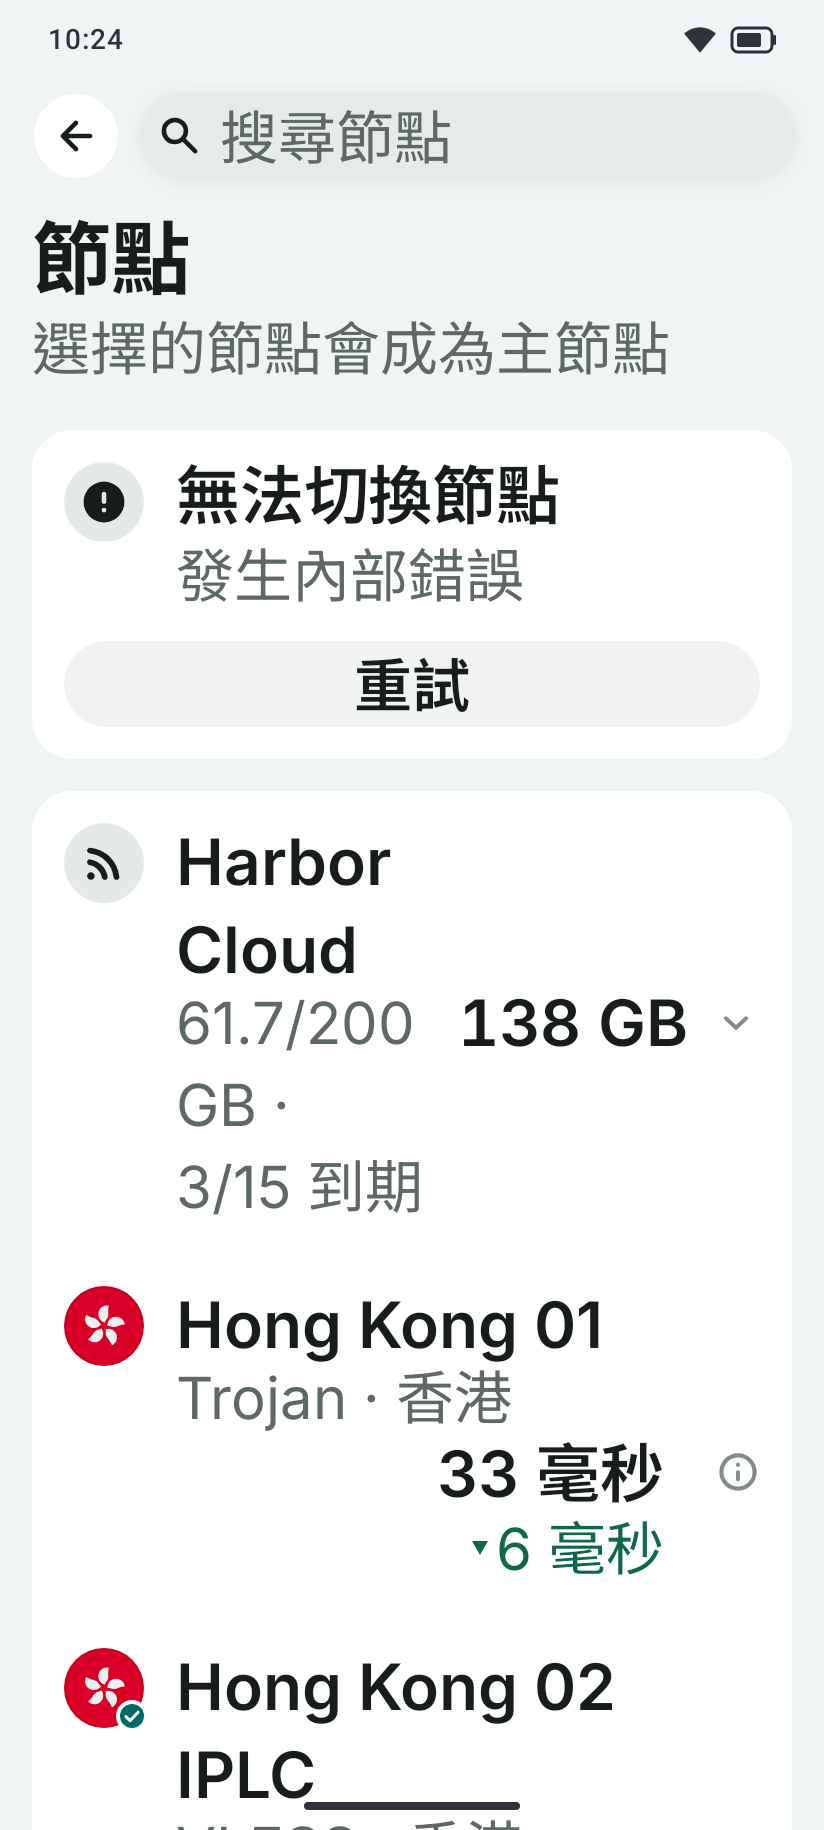 10:24
搜尋節點
節點
選擇的節點會成為主節點
無法切換節點
發生內部錯誤
重試
Harbor
Cloud
61.7/200
GB ·
3/15 到期
138 GB
Hong Kong 01
Trojan · 香港
33 毫秒
▼6 毫秒
Hong Kong 02
IPLC
香港